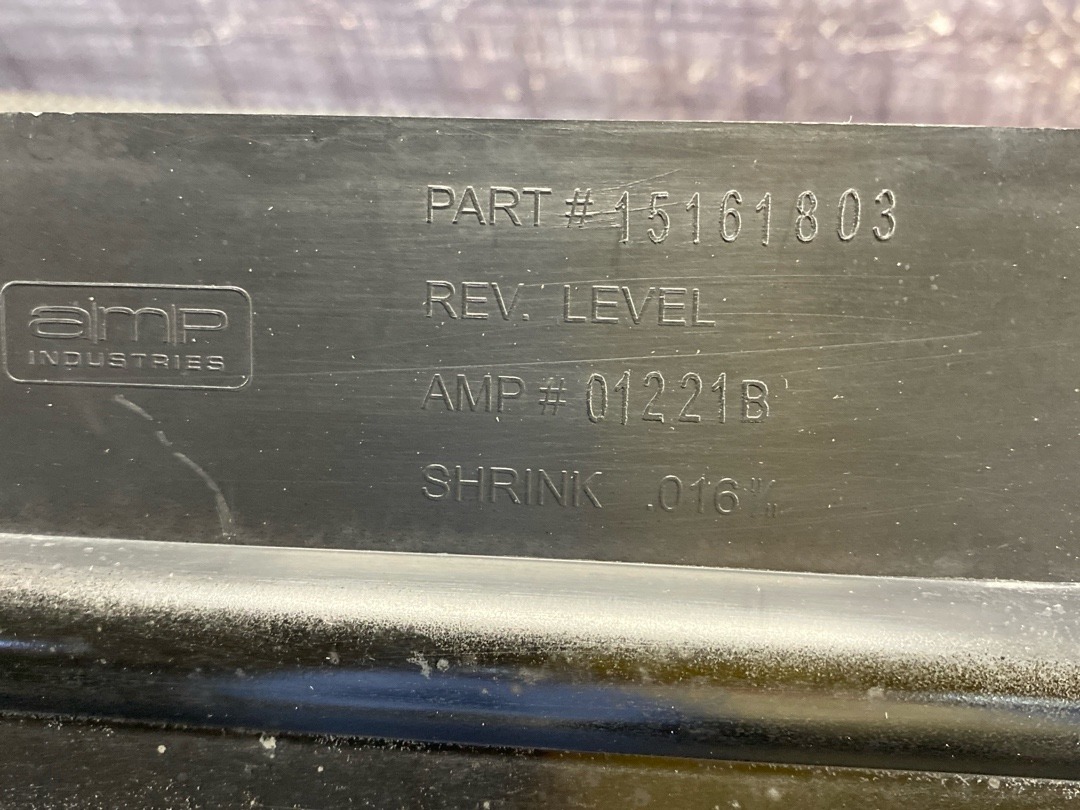 PART # 15161803
REV. LEVEL
amp
INDUSTRIES
AMP # 01221B
SHRINK .016"/"